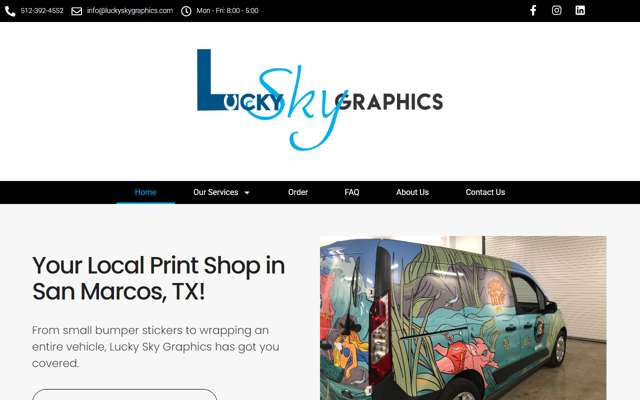 512-392-4552 info@luckyskygraphics.com Mon - Fri: 8:00 - 5:00
Lucky Sky GRAPHICS
Home Our Services Order FAQ About Us Contact Us
Your Local Print Shop in
San Marcos, TX!
From small bumper stickers to wrapping an
entire vehicle, Lucky Sky Graphics has got you
covered.